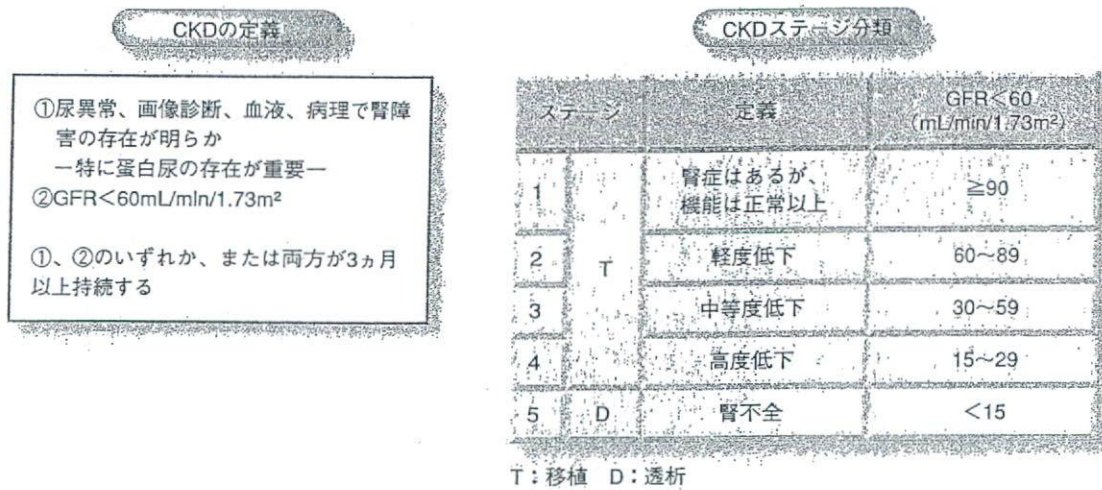 CKDの定義
①尿異常、画像診断、血液、病理で腎障
害の存在が明らか
ー特に蛋白尿の存在が重要ー
②GFR<60mL/mln/1.73m²
①、②のいずれか、または両方が3ヵ月
以上持続する
CKDステージ分類
ステージ 定義 GFR<60
(mL/min/1.73m²)
1 腎症はあるが、
機能は正常以上 ≧90
2 T 軽度低下 60〜89
3 中等度低下 30〜59
4 高度低下 15〜29
5 D 腎不全 <15
T:移植 D:透析